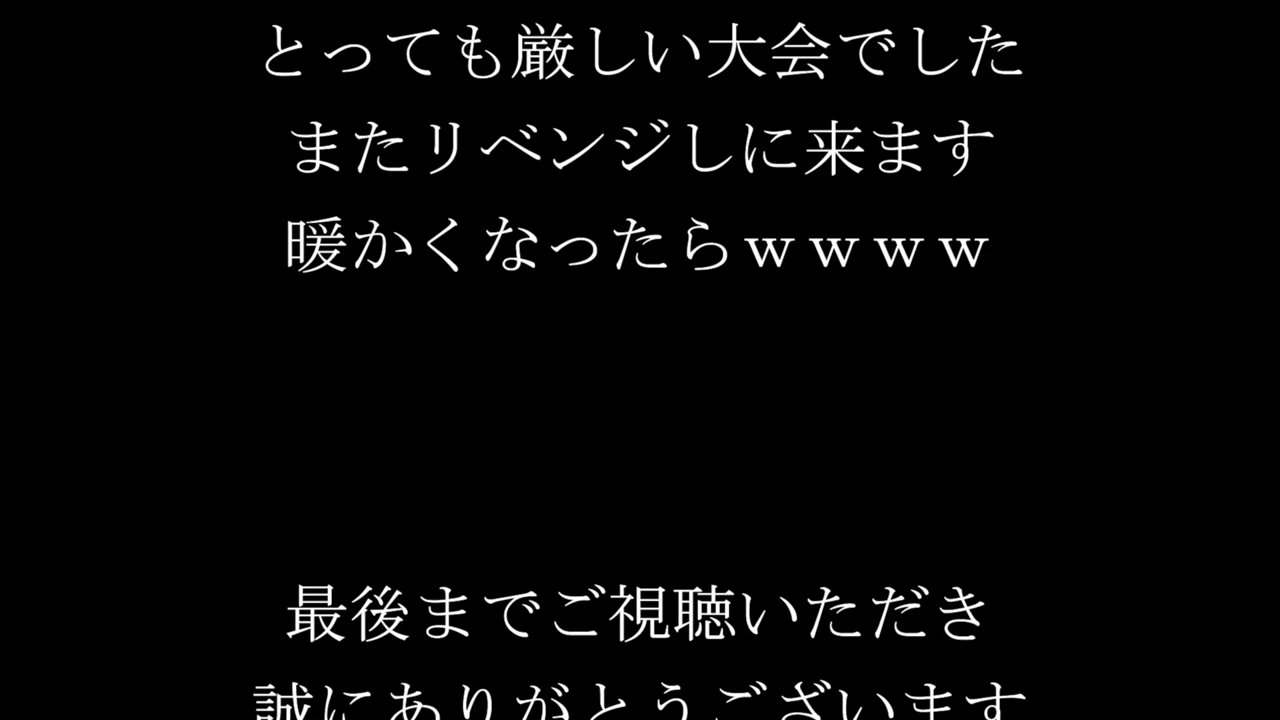 とっても厳しい大会でした
またリベンジしに来ます
暖かくなったらｗｗｗｗ
最後までご視聴いただき
誠にありがとうございます